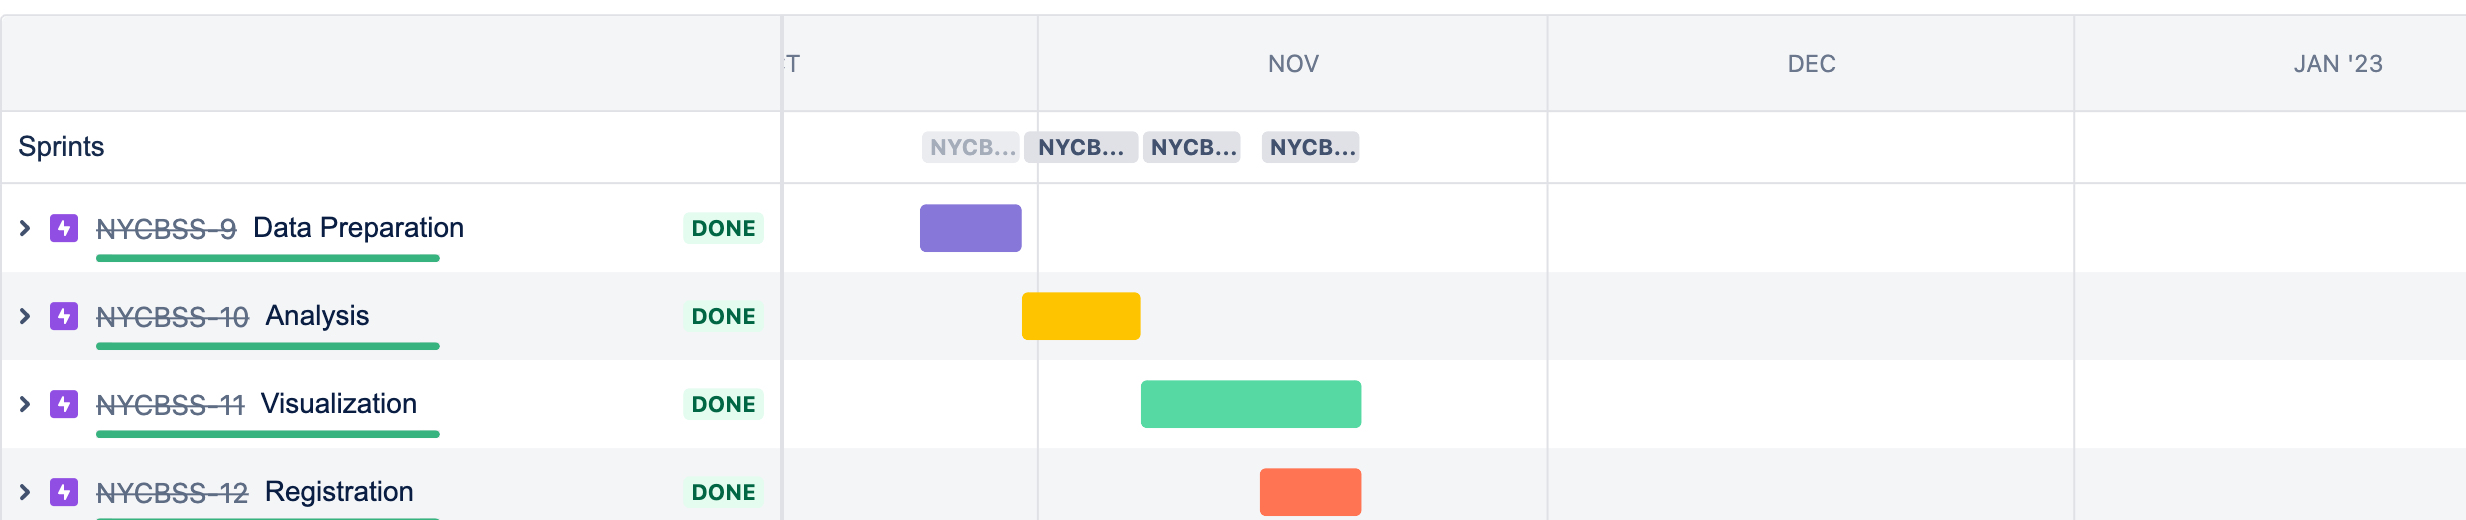 T NOV DEC JAN '23
Sprints NYCB... NYCB... NYCB... NYCB...
NYCBSS-9 Data Preparation DONE
NYCBSS-10 Analysis DONE
NYCBSS-11 Visualization DONE
NYCBSS-12 Registration DONE